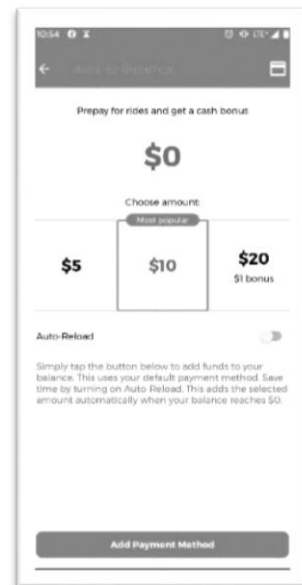 10:54
Prepay for rides and get a cash bonus
$0
Choose amount:
Most popular
$5
$10
$20
$1 bonus
Auto-Reload
Simply tap the button below to add funds to your
balance. This uses your default payment method. Save
time by turning on Auto-Reload. This adds the selected
amount automatically when your balance reaches $0.
Add Payment Method